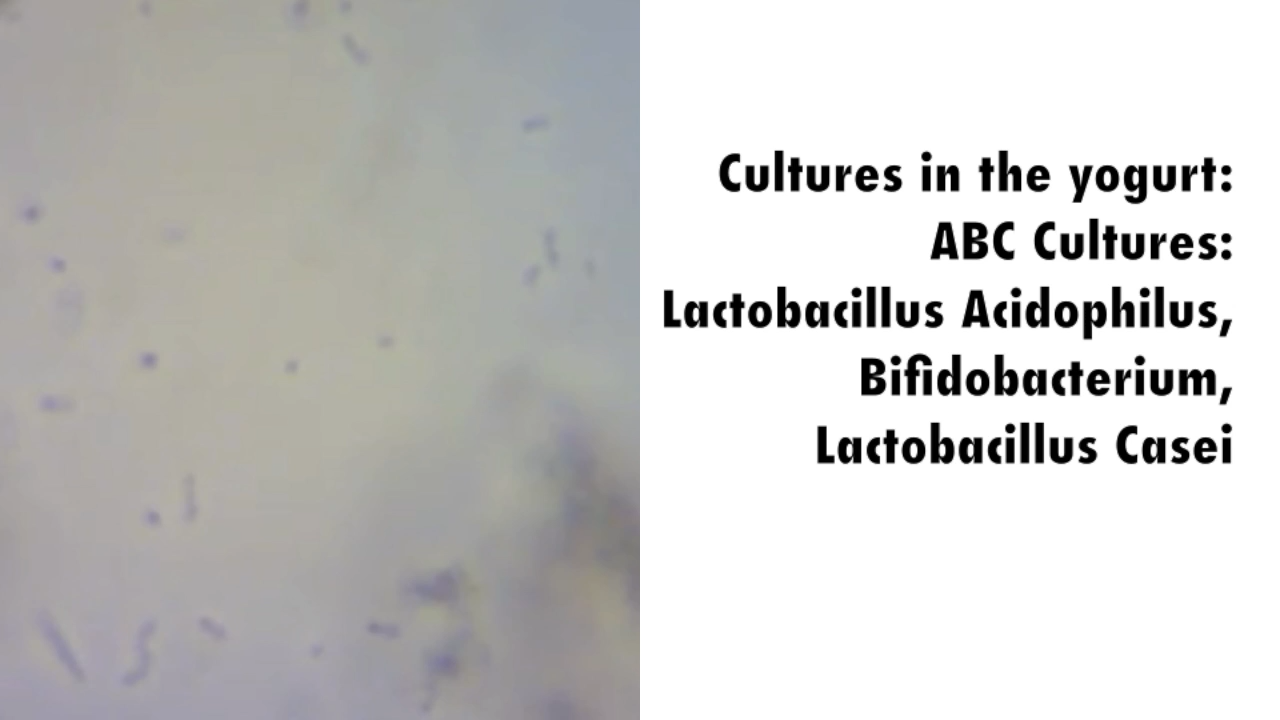 Cultures in the yogurt:
ABC Cultures:
Lactobacillus Acidophilus,
Bifidobacterium,
Lactobacillus Casei